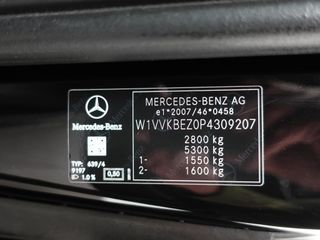 MERCEDES-BENZ AG
e1*2007/46*0458
W1VVKBEZ0P4309207
2800 kg
5300 kg
1- 1550 kg
2- 1600 kg
Mercedes-Benz
TYP: 639/4
9197
1.0 % 0,50